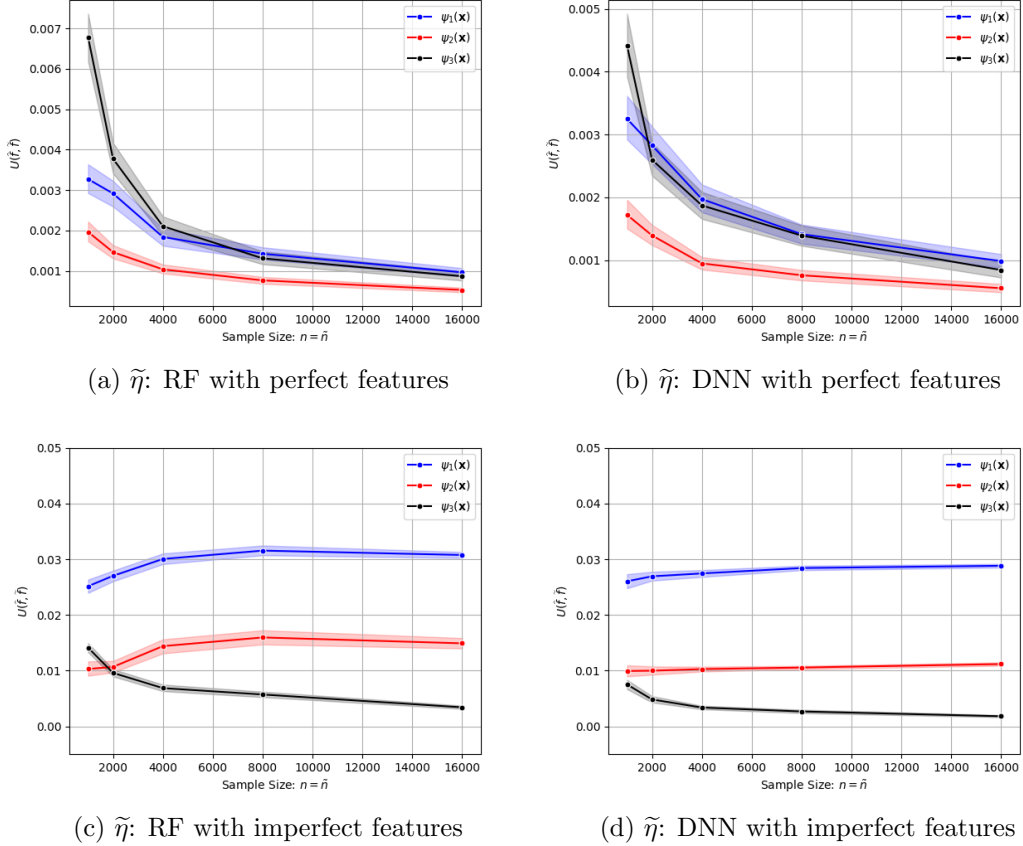 0.007
0.006
0.005
0.004
0.003
0.002
0.001
U(f̂, f̃)
2000 4000 6000 8000 10000 12000 14000 16000
Sample Size: n = ñ
ψ₁(x)
ψ₂(x)
ψ₃(x)
(a) η̃: RF with perfect features
0.005
0.004
0.003
0.002
0.001
U(f̂, f̃)
2000 4000 6000 8000 10000 12000 14000 16000
Sample Size: n = ñ
ψ₁(x)
ψ₂(x)
ψ₃(x)
(b) η̃: DNN with perfect features
0.05
0.04
0.03
0.02
0.01
0.00
U(f̂, f̃)
2000 4000 6000 8000 10000 12000 14000 16000
Sample Size: n = ñ
ψ₁(x)
ψ₂(x)
ψ₃(x)
(c) η̃: RF with imperfect features
0.05
0.04
0.03
0.02
0.01
0.00
U(f̂, f̃)
2000 4000 6000 8000 10000 12000 14000 16000
Sample Size: n = ñ
ψ₁(x)
ψ₂(x)
ψ₃(x)
(d) η̃: DNN with imperfect features